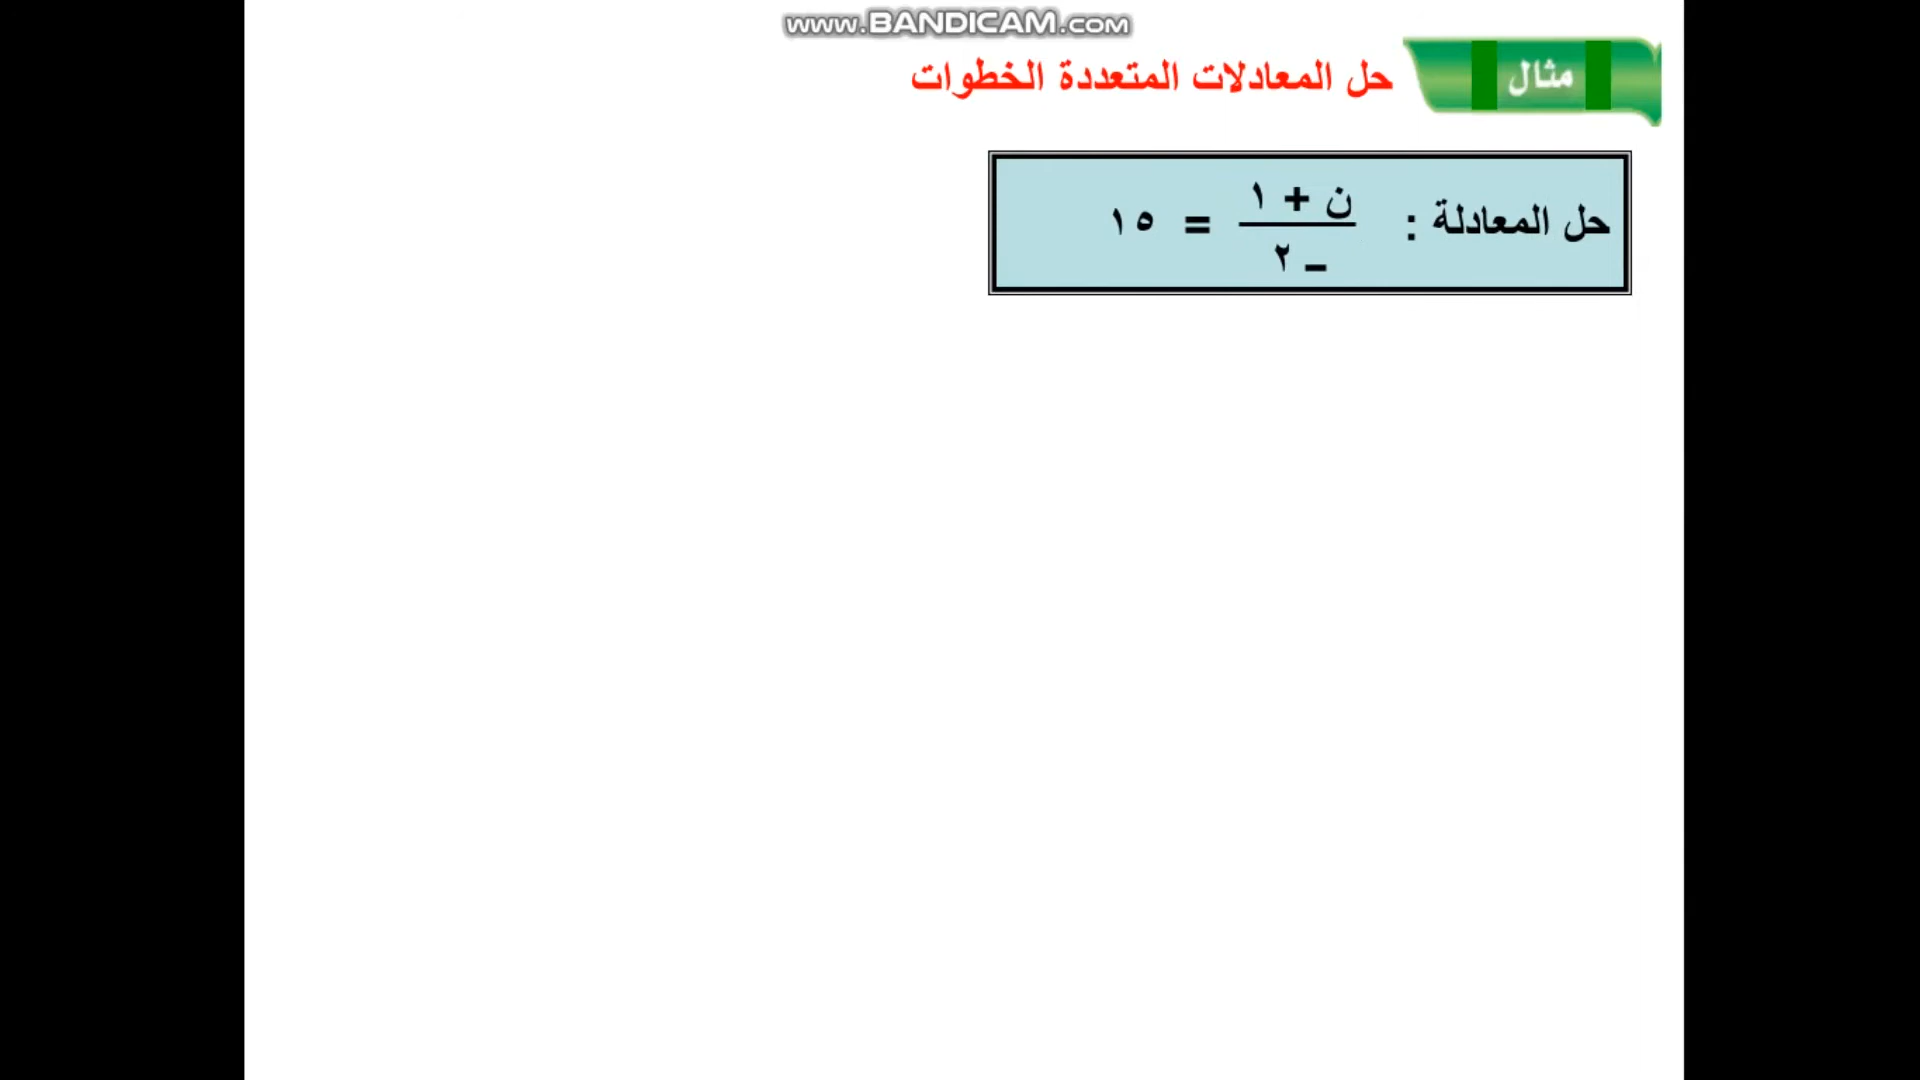 www.BANDICAM.com
مثال
حل المعادلات المتعددة الخطوات
ن + ١
حل المعادلة : = ١٥
– ٢